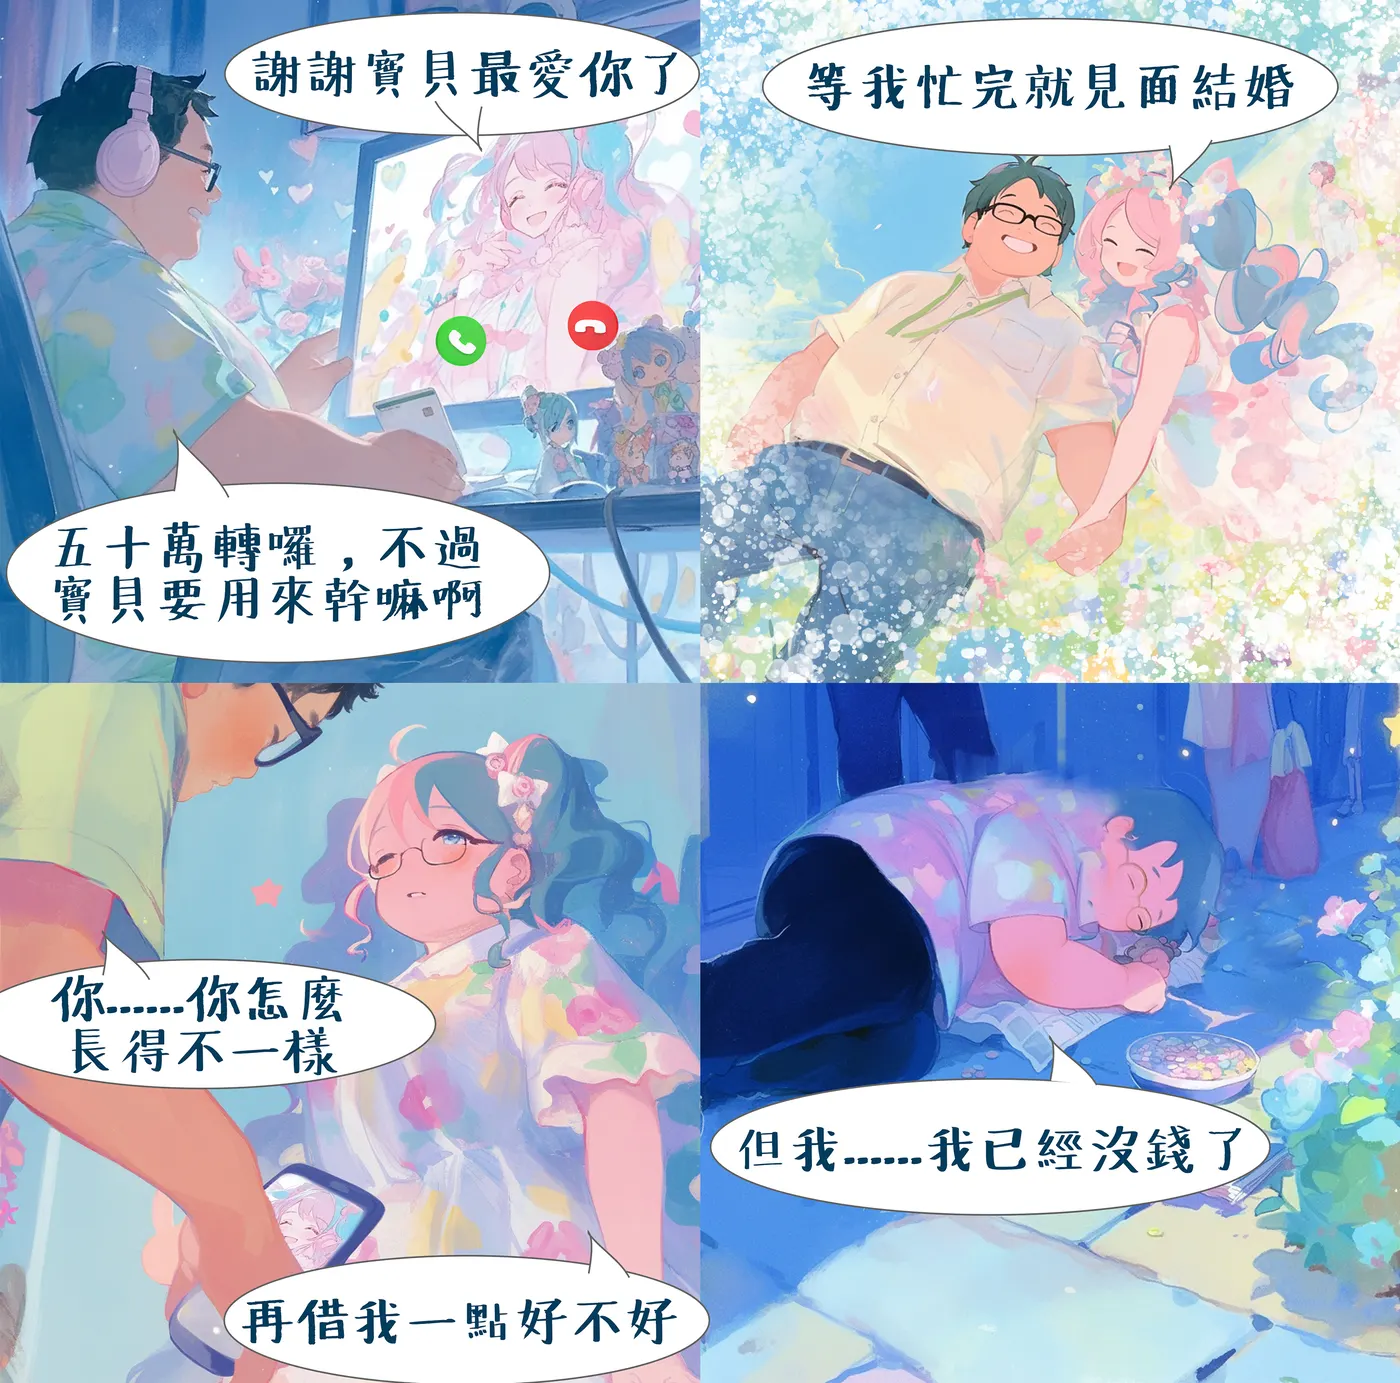 謝謝寶貝最愛你了
五十萬轉囉，不過
寶貝要用來幹嘛啊
等我忙完就見面結婚
你……你怎麼
長得不一樣
再借我一點好不好
但我……我已經沒錢了